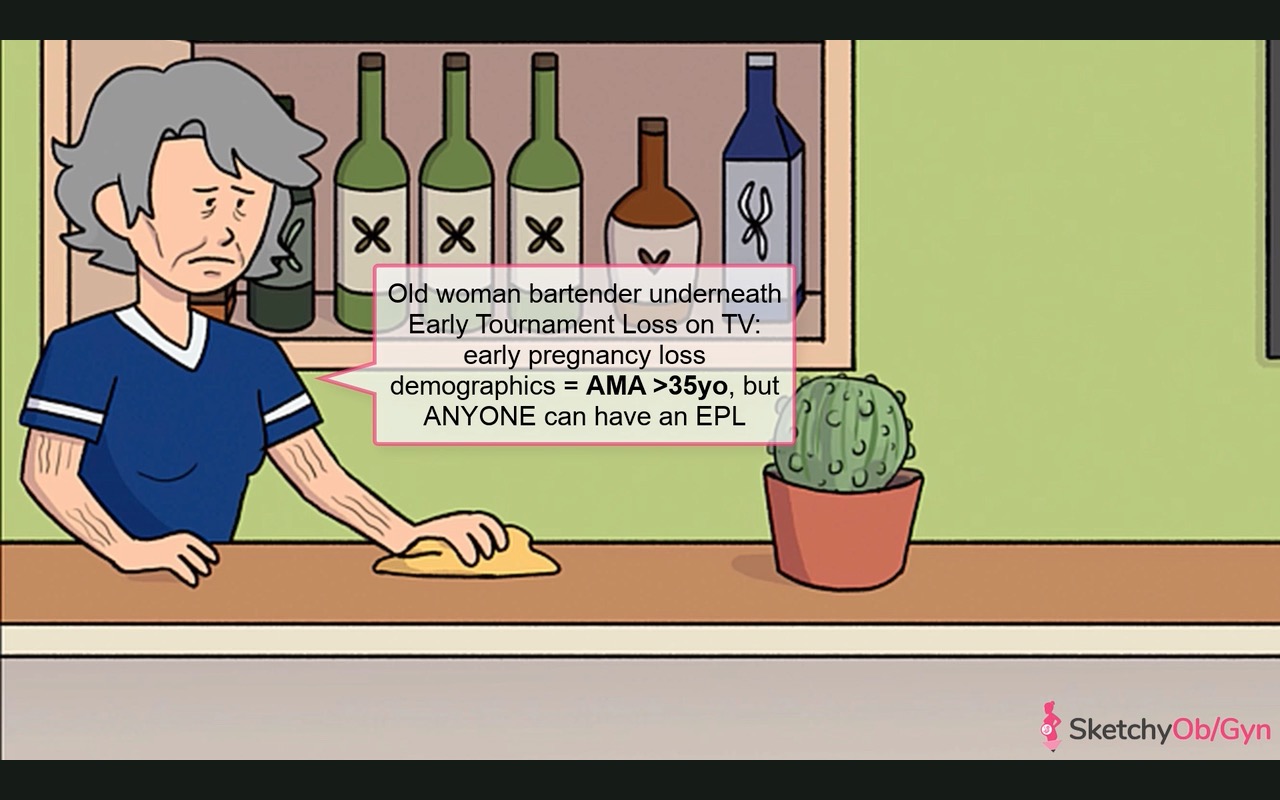 Old woman bartender underneath
Early Tournament Loss on TV:
early pregnancy loss
demographics = AMA >35yo, but
ANYONE can have an EPL
SketchyOb/Gyn